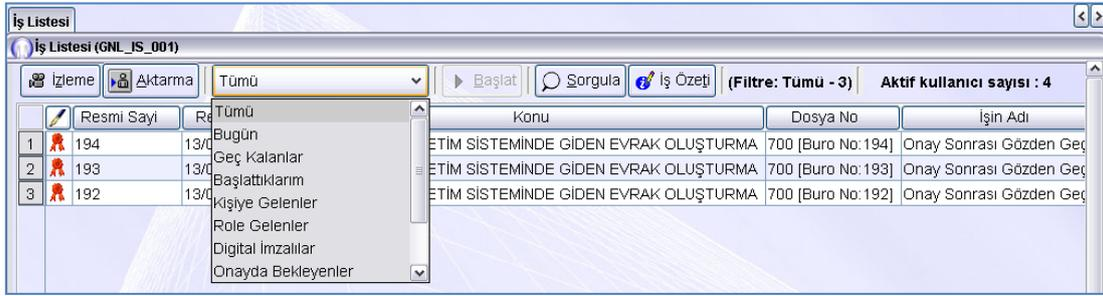 İş Listesi
İş Listesi (GNL_IS_001)
İzleme Aktarma Tümü Başlat Sorgula İş Özeti (Filtre: Tümü - 3) Aktif kullanıcı sayısı : 4
Resmi Sayi Re Konu Dosya No İşin Adı
1 194 13/0 ETİM SİSTEMİNDE GİDEN EVRAK OLUŞTURMA 700 [Buro No:194] Onay Sonrası Gözden Geç
2 193 13/0 ETİM SİSTEMİNDE GİDEN EVRAK OLUŞTURMA 700 [Buro No:193] Onay Sonrası Gözden Geç
3 192 13/0 ETİM SİSTEMİNDE GİDEN EVRAK OLUŞTURMA 700 [Buro No:192] Onay Sonrası Gözden Geç
Tümü
Bugün
Geç Kalanlar
Başlattıklarım
Kişiye Gelenler
Role Gelenler
Digital İmzalılar
Onayda Bekleyenler